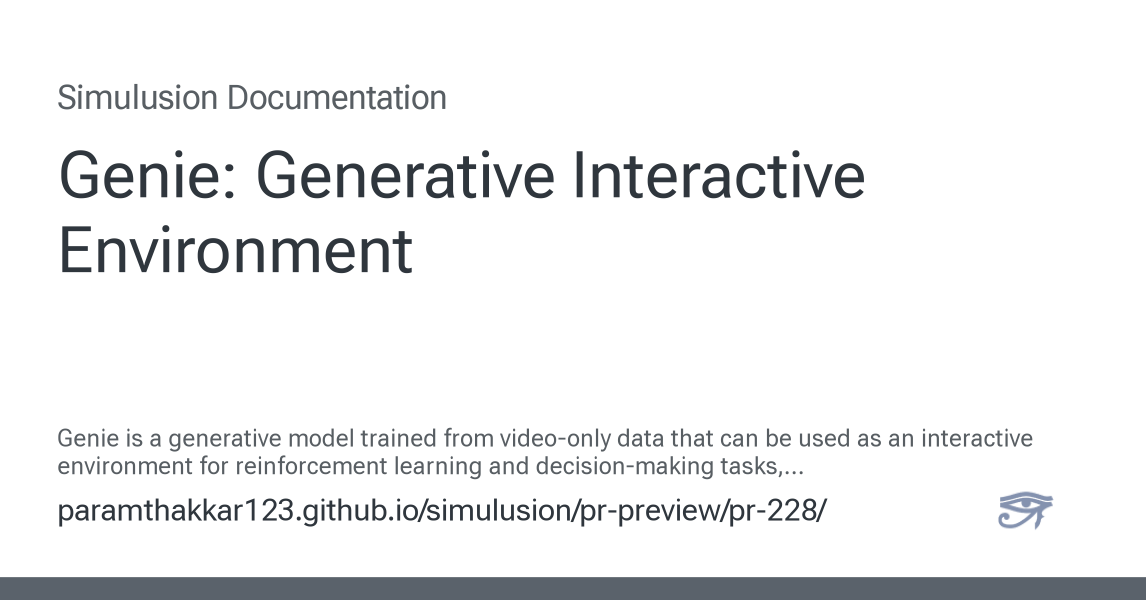 Simulusion Documentation
Genie: Generative Interactive
Environment
Genie is a generative model trained from video-only data that can be used as an interactive
environment for reinforcement learning and decision-making tasks,...
paramthakkar123.github.io/simulusion/pr-preview/pr-228/